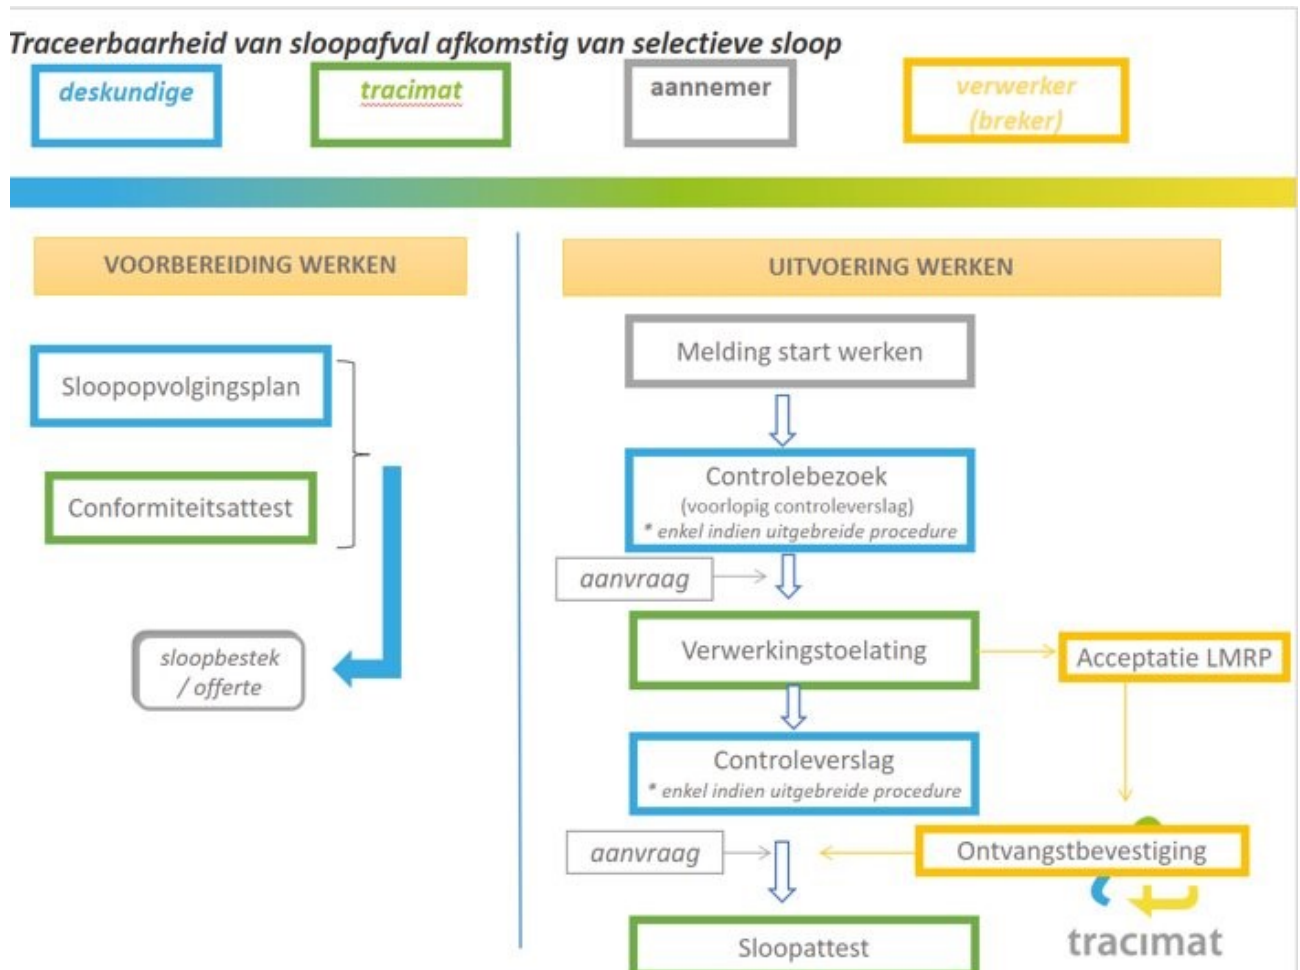 Traceerbaarheid van sloopafval afkomstig van selectieve sloop
deskundige
tracimat
aannemer
verwerker
(breker)
VOORBEREIDING WERKEN
Sloopopvolgingsplan
Conformiteitsattest
sloopbestek
/ offerte
UITVOERING WERKEN
Melding start werken
Controlebezoek
(voorlopig controleverslag)
* enkel indien uitgebreide procedure
aanvraag
Verwerkingstoelating
Acceptatie LMRP
Controleverslag
* enkel indien uitgebreide procedure
aanvraag
Ontvangstbevestiging
Sloopattest
tracimat